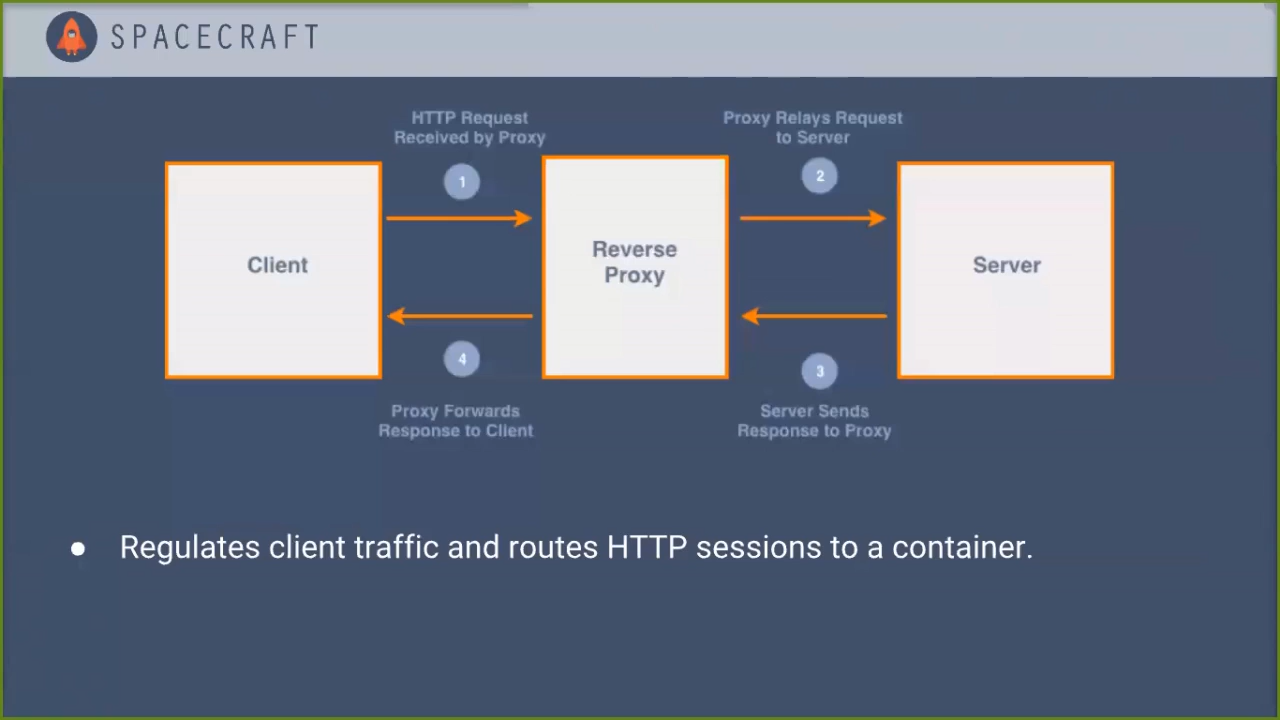 SPACECRAFT
HTTP Request
Received by Proxy
Proxy Relays Request
to Server
1
2
Client
Reverse
Proxy
Server
4
3
Proxy Forwards
Response to Client
Server Sends
Response to Proxy
● Regulates client traffic and routes HTTP sessions to a container.